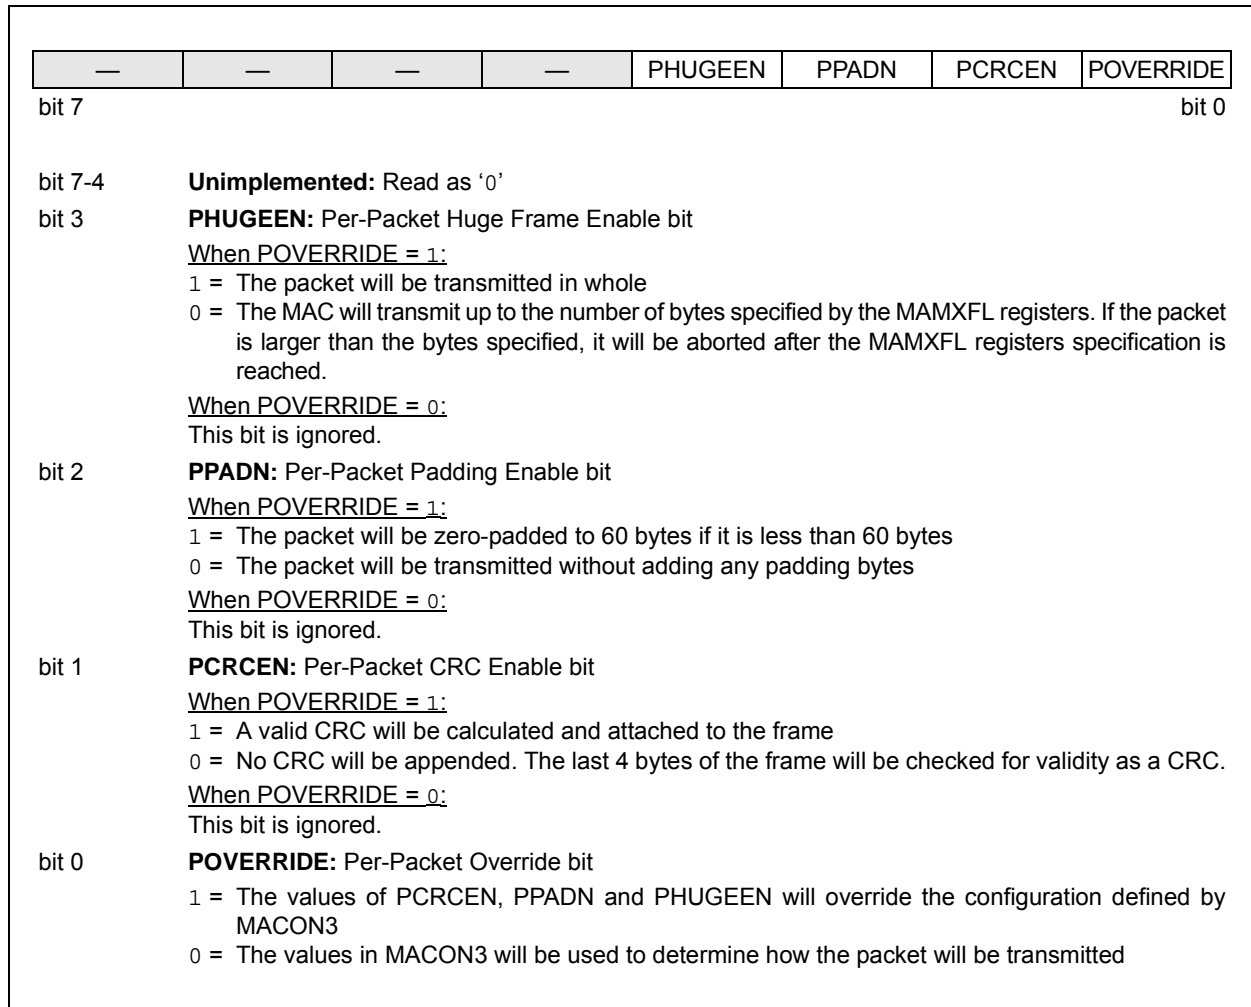 — — — — PHUGEEN PPADN PCRCEN POVERRIDE
bit 7 bit 0
bit 7-4 Unimplemented: Read as ‘0’
bit 3 PHUGEEN: Per-Packet Huge Frame Enable bit
When POVERRIDE = 1:
1 = The packet will be transmitted in whole
0 = The MAC will transmit up to the number of bytes specified by the MAMXFL registers. If the packet
is larger than the bytes specified, it will be aborted after the MAMXFL registers specification is
reached.
When POVERRIDE = 0:
This bit is ignored.
bit 2 PPADN: Per-Packet Padding Enable bit
When POVERRIDE = 1:
1 = The packet will be zero-padded to 60 bytes if it is less than 60 bytes
0 = The packet will be transmitted without adding any padding bytes
When POVERRIDE = 0:
This bit is ignored.
bit 1 PCRCEN: Per-Packet CRC Enable bit
When POVERRIDE = 1:
1 = A valid CRC will be calculated and attached to the frame
0 = No CRC will be appended. The last 4 bytes of the frame will be checked for validity as a CRC.
When POVERRIDE = 0:
This bit is ignored.
bit 0 POVERRIDE: Per-Packet Override bit
1 = The values of PCRCEN, PPADN and PHUGEEN will override the configuration defined by
MACON3
0 = The values in MACON3 will be used to determine how the packet will be transmitted